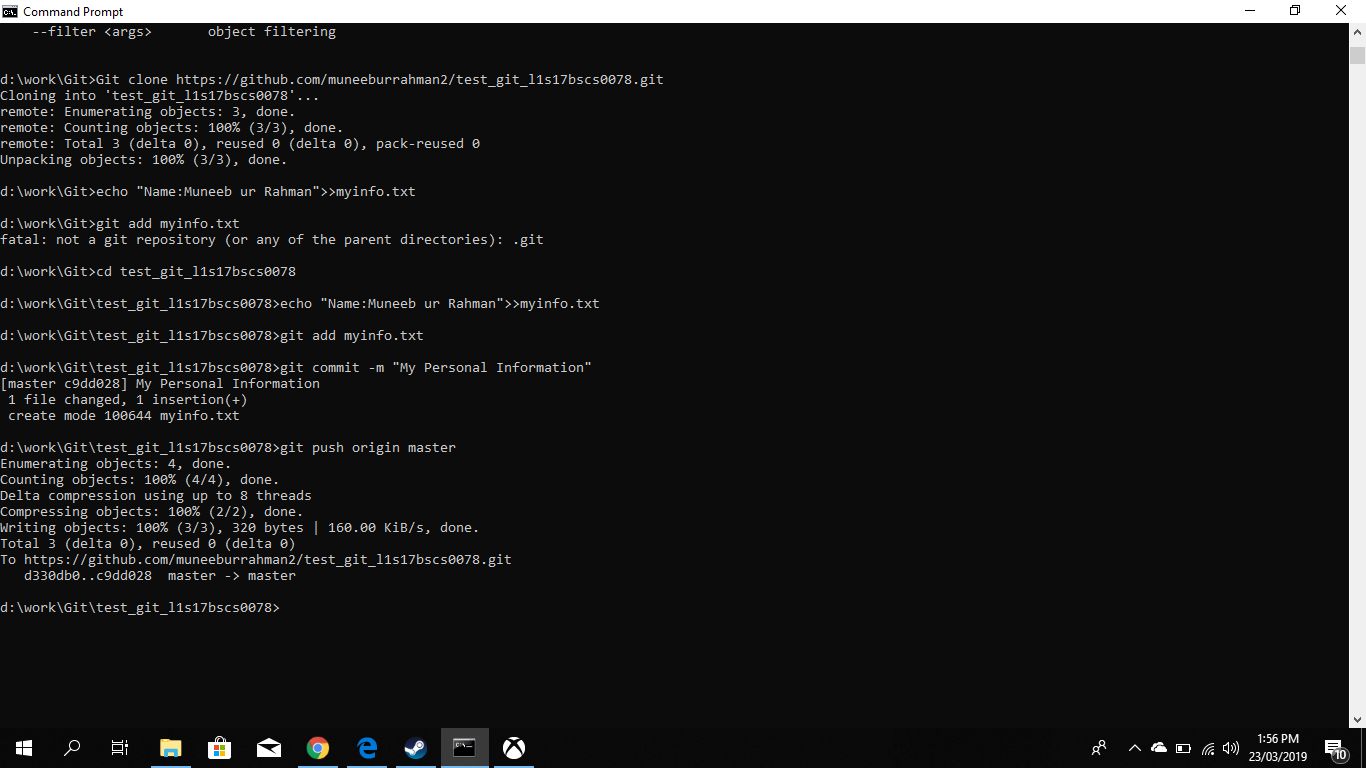 Command Prompt
--filter <args>       object filtering
d:\work\Git>Git clone https://github.com/muneeburrahman2/test_git_l1s17bscs0078.git
Cloning into 'test_git_l1s17bscs0078'...
remote: Enumerating objects: 3, done.
remote: Counting objects: 100% (3/3), done.
remote: Total 3 (delta 0), reused 0 (delta 0), pack-reused 0
Unpacking objects: 100% (3/3), done.
d:\work\Git>echo "Name:Muneeb ur Rahman">>myinfo.txt
d:\work\Git>git add myinfo.txt
fatal: not a git repository (or any of the parent directories): .git
d:\work\Git>cd test_git_l1s17bscs0078
d:\work\Git\test_git_l1s17bscs0078>echo "Name:Muneeb ur Rahman">>myinfo.txt
d:\work\Git\test_git_l1s17bscs0078>git add myinfo.txt
d:\work\Git\test_git_l1s17bscs0078>git commit -m "My Personal Information"
[master c9dd028] My Personal Information
 1 file changed, 1 insertion(+)
 create mode 100644 myinfo.txt
d:\work\Git\test_git_l1s17bscs0078>git push origin master
Enumerating objects: 4, done.
Counting objects: 100% (4/4), done.
Delta compression using up to 8 threads
Compressing objects: 100% (2/2), done.
Writing objects: 100% (3/3), 320 bytes | 160.00 KiB/s, done.
Total 3 (delta 0), reused 0 (delta 0)
To https://github.com/muneeburrahman2/test_git_l1s17bscs0078.git
   d330db0..c9dd028  master -> master
d:\work\Git\test_git_l1s17bscs0078>
1:56 PM
23/03/2019
10